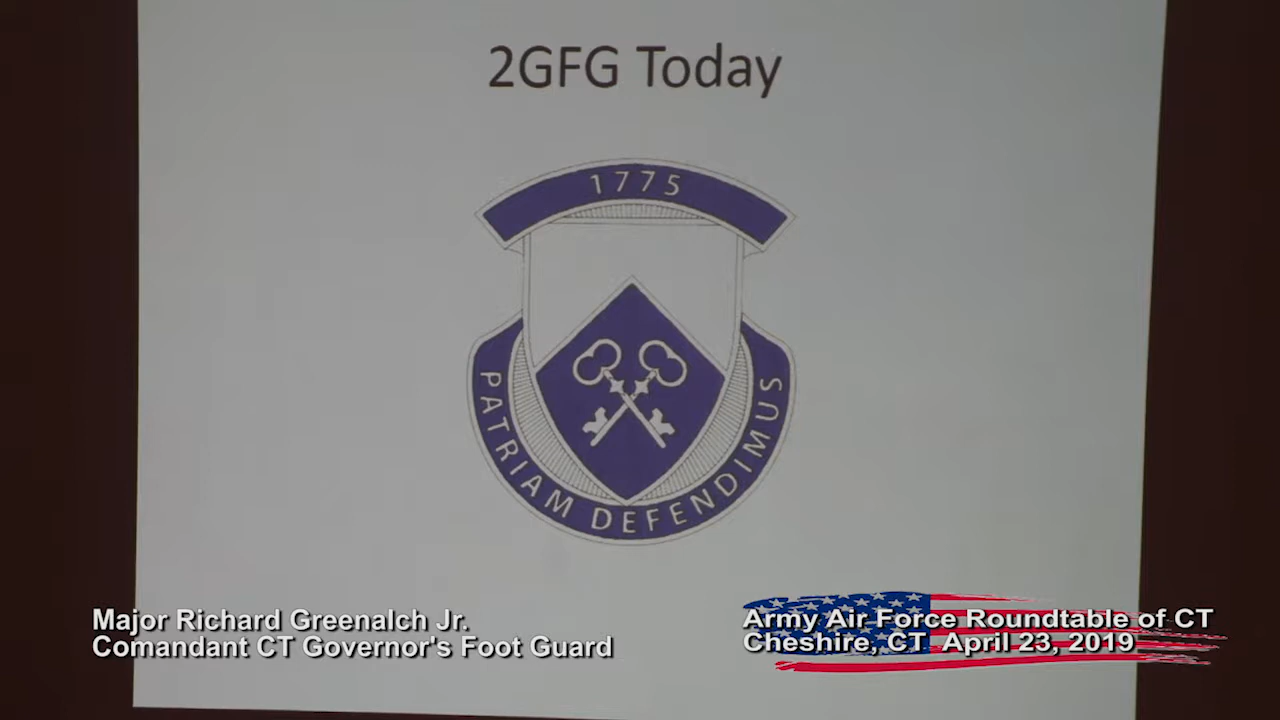 2GFG Today
1775
PATRIAM DEFENDIMUS
Major Richard Greenalch Jr.
Comandant CT Governor's Foot Guard
Army Air Force Roundtable of CT
Cheshire, CT April 23, 2019